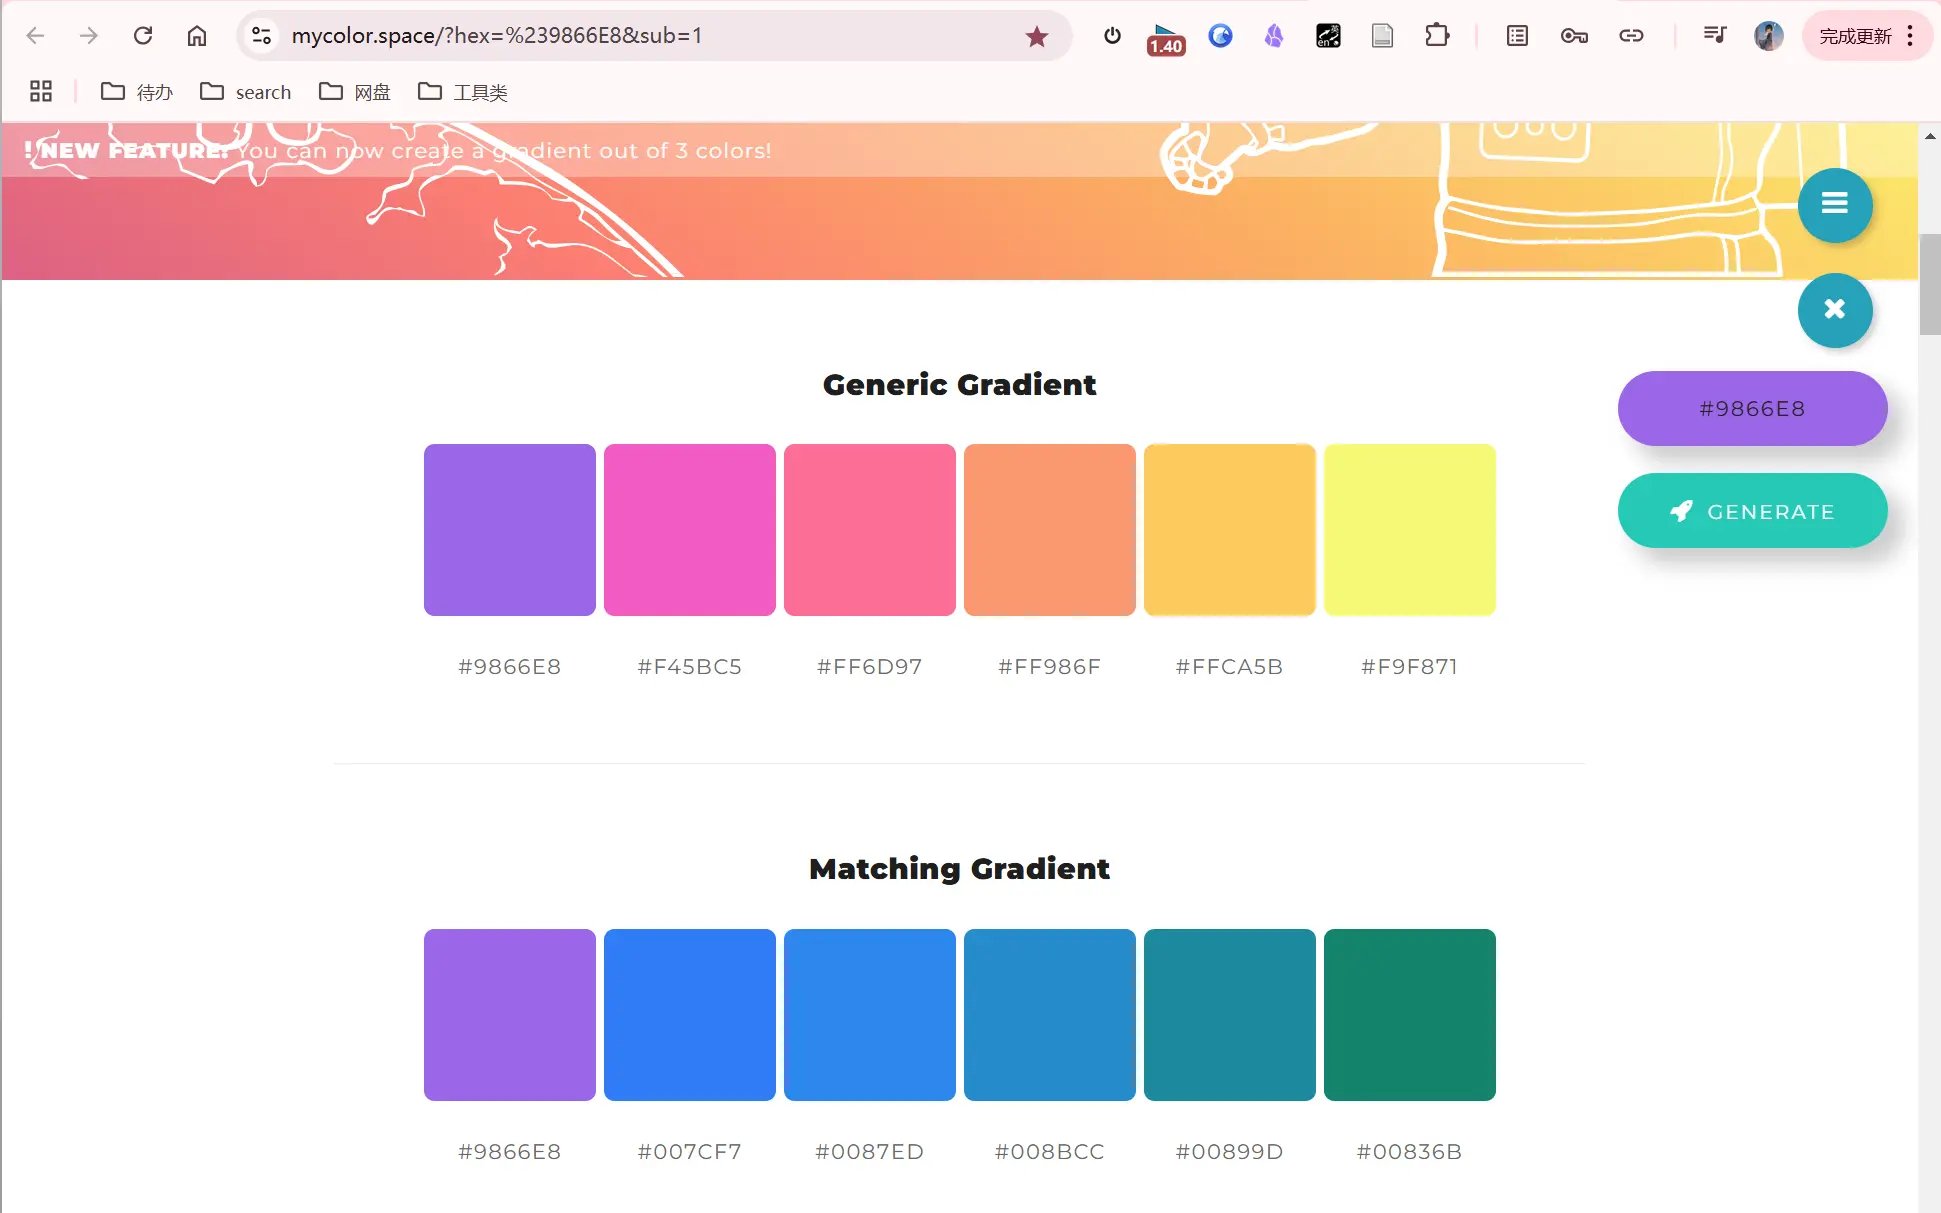 mycolor.space/?hex=%239866E8&sub=1
1.40
英
en
完成更新
待办
search
网盘
工具类
! NEW FEATURE: You can now create a gradient out of 3 colors!
Generic Gradient
#9866E8
GENERATE
#9866E8 #F45BC5 #FF6D97 #FF986F #FFCA5B #F9F871
Matching Gradient
#9866E8 #007CF7 #0087ED #008BCC #00899D #00836B